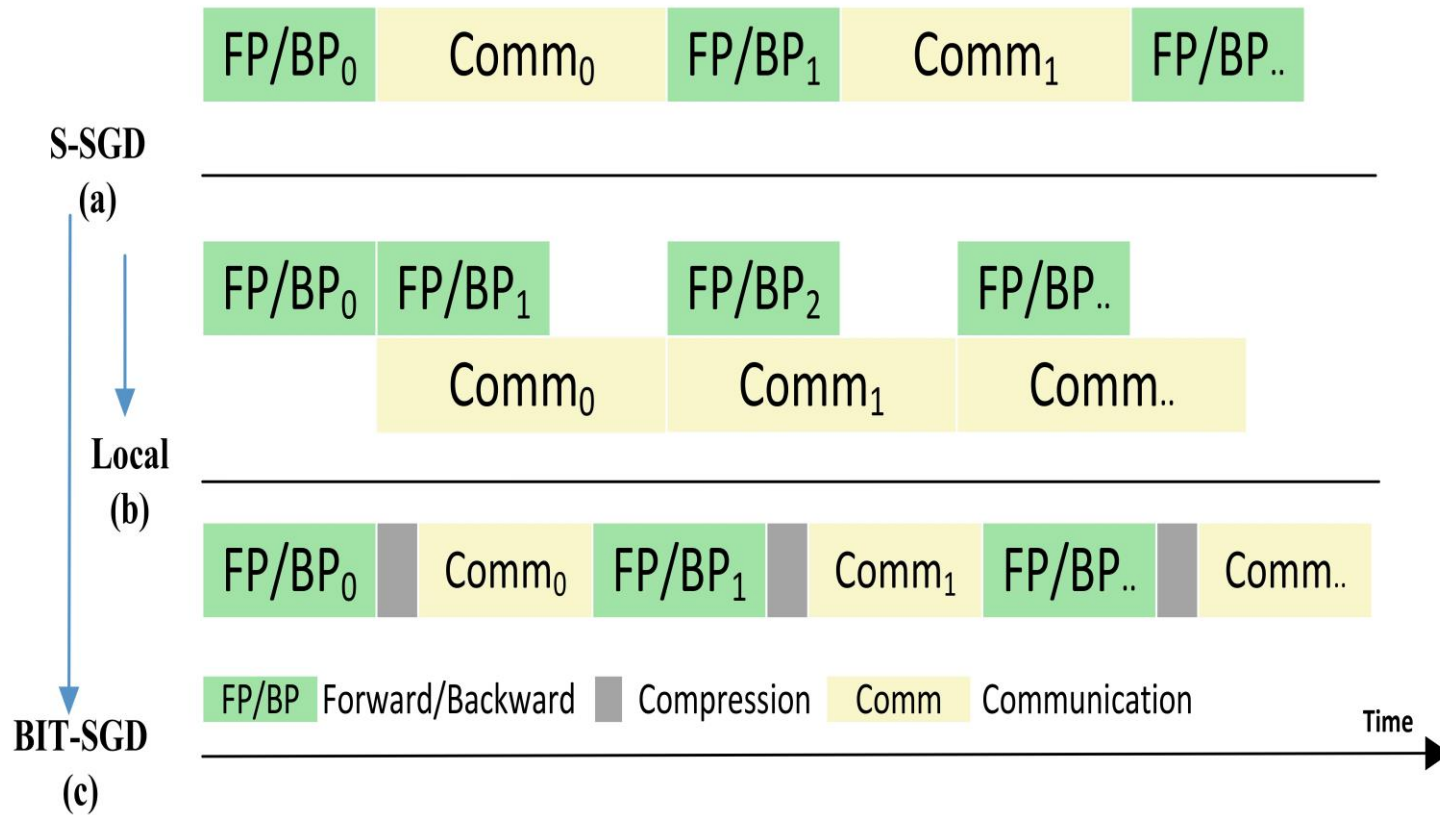 FP/BP₀ Comm₀ FP/BP₁ Comm₁ FP/BP..
S-SGD
(a)
FP/BP₀ FP/BP₁ FP/BP₂ FP/BP..
Comm₀ Comm₁ Comm..
Local
(b)
FP/BP₀ Comm₀ FP/BP₁ Comm₁ FP/BP.. Comm..
FP/BP Forward/Backward Compression Comm Communication
Time
BIT-SGD
(c)